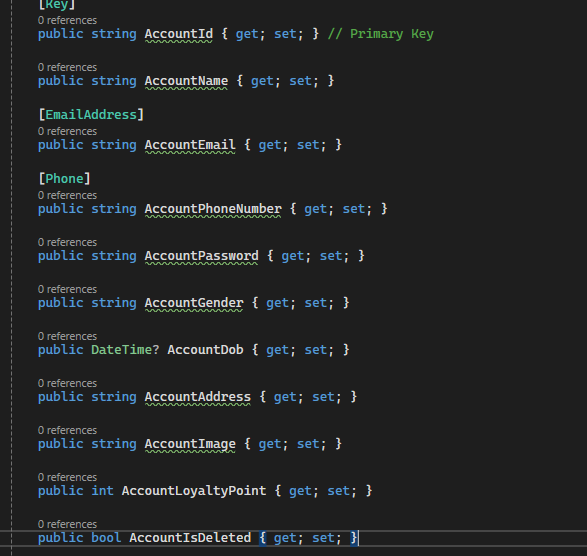 [Key]
0 references
public string AccountId { get; set; } // Primary Key
0 references
public string AccountName { get; set; }
[EmailAddress]
0 references
public string AccountEmail { get; set; }
[Phone]
0 references
public string AccountPhoneNumber { get; set; }
0 references
public string AccountPassword { get; set; }
0 references
public string AccountGender { get; set; }
0 references
public DateTime? AccountDob { get; set; }
0 references
public string AccountAddress { get; set; }
0 references
public string AccountImage { get; set; }
0 references
public int AccountLoyaltyPoint { get; set; }
0 references
public bool AccountIsDeleted { get; set; }